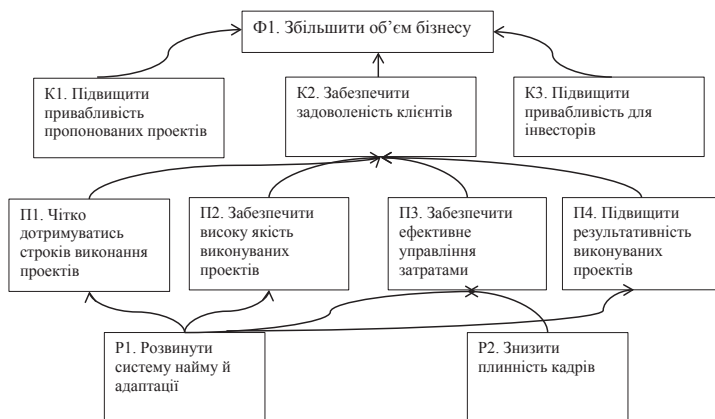 Ф1. Збільшити об’єм бізнесу
К1. Підвищити
привабливість
пропонованих проектів
К2. Забезпечити
задоволеність клієнтів
К3. Підвищити
привабливість для
інвесторів
П1. Чітко
дотримуватись
строків виконання
проектів
П2. Забезпечити
високу якість
виконуваних
проектів
П3. Забезпечити
ефективне
управління
затратами
П4. Підвищити
результативність
виконуваних
проектів
Р1. Розвинути
систему найму й
адаптації
Р2. Знизити
плинність кадрів